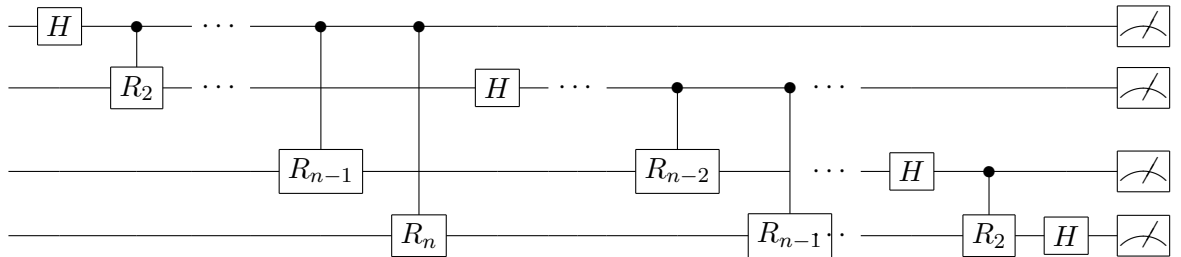 H ···
R₂ ··· H ···  ···
Rₙ₋₁ Rₙ₋₂ ··· H
Rₙ Rₙ₋₁ ··· R₂ H